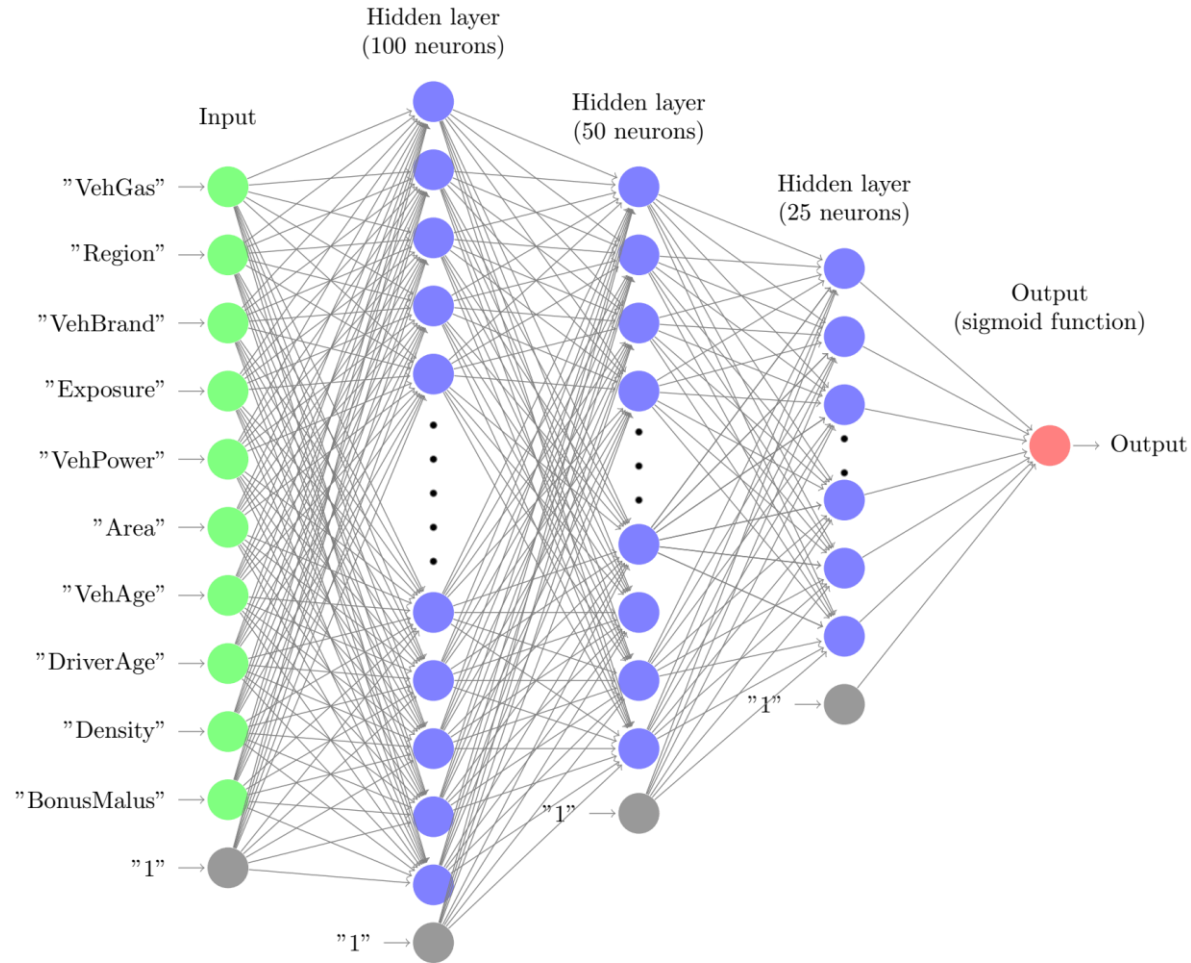 Hidden layer
(100 neurons)
Hidden layer
(50 neurons)
Input
Hidden layer
(25 neurons)
Output
(sigmoid function)
"VehGas"
"Region"
"VehBrand"
"Exposure"
"VehPower"
"Area"
"VehAge"
"DriverAge"
"Density"
"BonusMalus"
"1"
"1"
"1"
"1"
Output